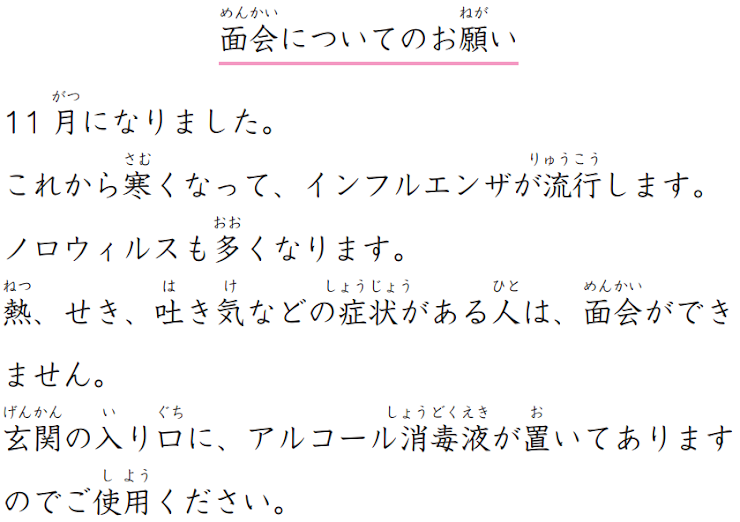 面会についてのお願い
11月になりました。
これから寒くなって、インフルエンザが流行します。
ノロウィルスも多くなります。
熱、せき、吐き気などの症状がある人は、面会ができ
ません。
玄関の入り口に、アルコール消毒液が置いてあります
のでご使用ください。